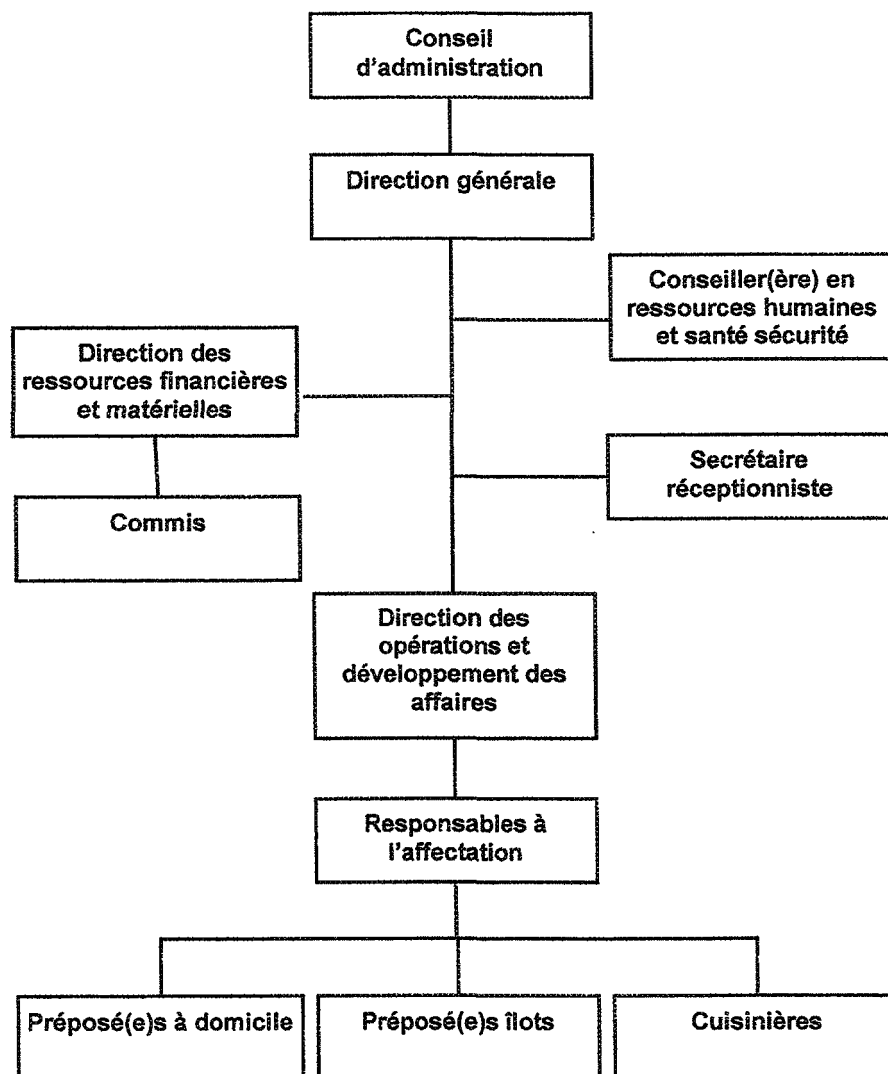 Conseil
d'administration
Direction générale
Conseiller(ère) en
ressources humaines
et santé sécurité
Direction des
ressources financières
et matérielles
Secrétaire
réceptionniste
Commis
Direction des
opérations et
développement des
affaires
Responsables à
l'affectation
Préposé(e)s à domicile
Préposé(e)s îlots
Cuisinières